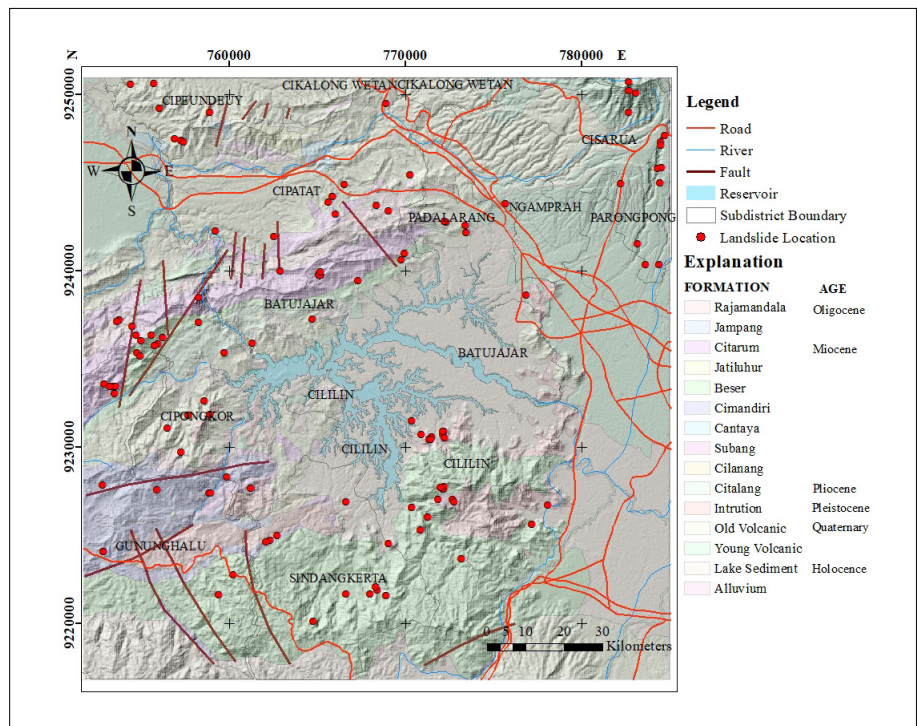 N 760000 770000 780000 E
9250000
9240000
9230000
9220000
CIKALONG WETAN CIKALONG WETAN
CIPEUNDEUY
CISARUA
N
W E
S
CIPATAT
NGAMPRAH
PADALARANG
PARONGPONG
BATUJAJAR
BATUJAJAR
CILILIN
CIPONGKOR
CILILIN
CILILIN
GUNUNGHALU
SINDANGKERTA
0 5 10 20 30
Kilometers
Legend
Road
River
Fault
Reservoir
Subdistrict Boundary
Landslide Location
Explanation
FORMATION AGE
Rajamandala Oligocene
Jampang
Citarum Miocene
Jatiluhur
Beser
Cimandiri
Cantaya
Subang
Cilanang
Citalang Pliocene
Intrution Pleistocene
Old Volcanic Quaternary
Young Volcanic
Lake Sediment Holocence
Alluvium